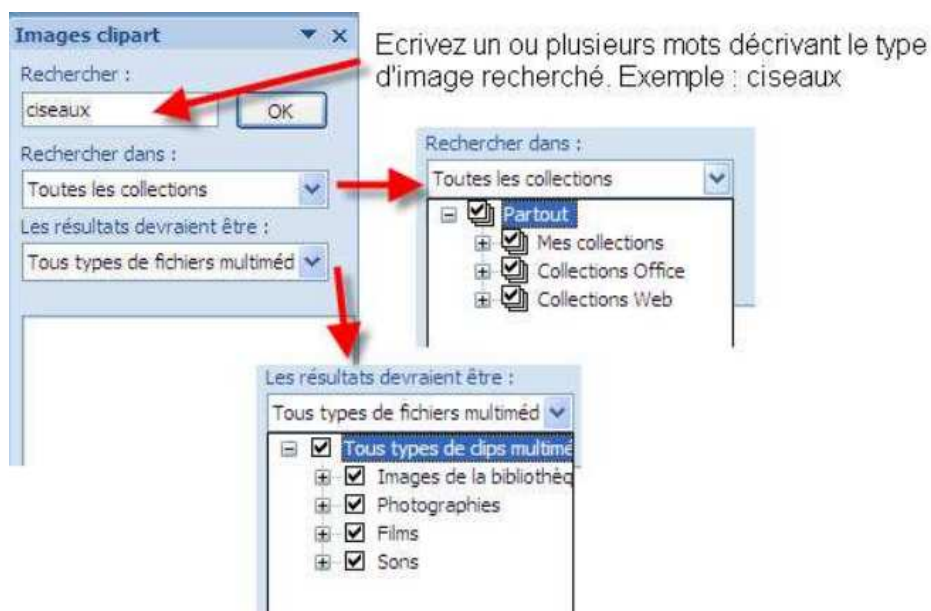 Images clipart
Rechercher :
ciseaux
OK
Rechercher dans :
Toutes les collections
Les résultats devraient être :
Tous types de fichiers multiméd
Ecrivez un ou plusieurs mots décrivant le type
d'image recherché. Exemple : ciseaux
Rechercher dans :
Toutes les collections
Partout
Mes collections
Collections Office
Collections Web
Les résultats devraient être :
Tous types de fichiers multiméd
Tous types de clips multimé
Images de la bibliothèq
Photographies
Films
Sons